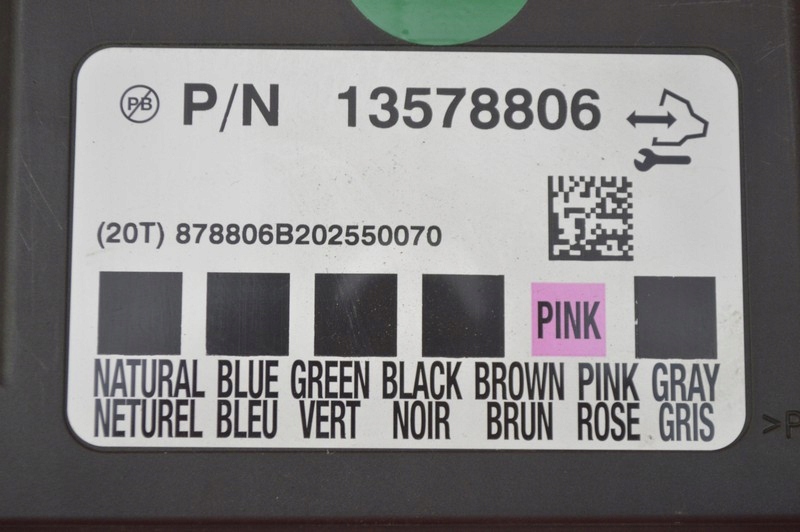 PB P/N 13578806
(20T) 878806B202550070
PINK
NATURAL BLUE GREEN BLACK BROWN PINK GRAY
NETUREL BLEU VERT NOIR BRUN ROSE GRIS
>P